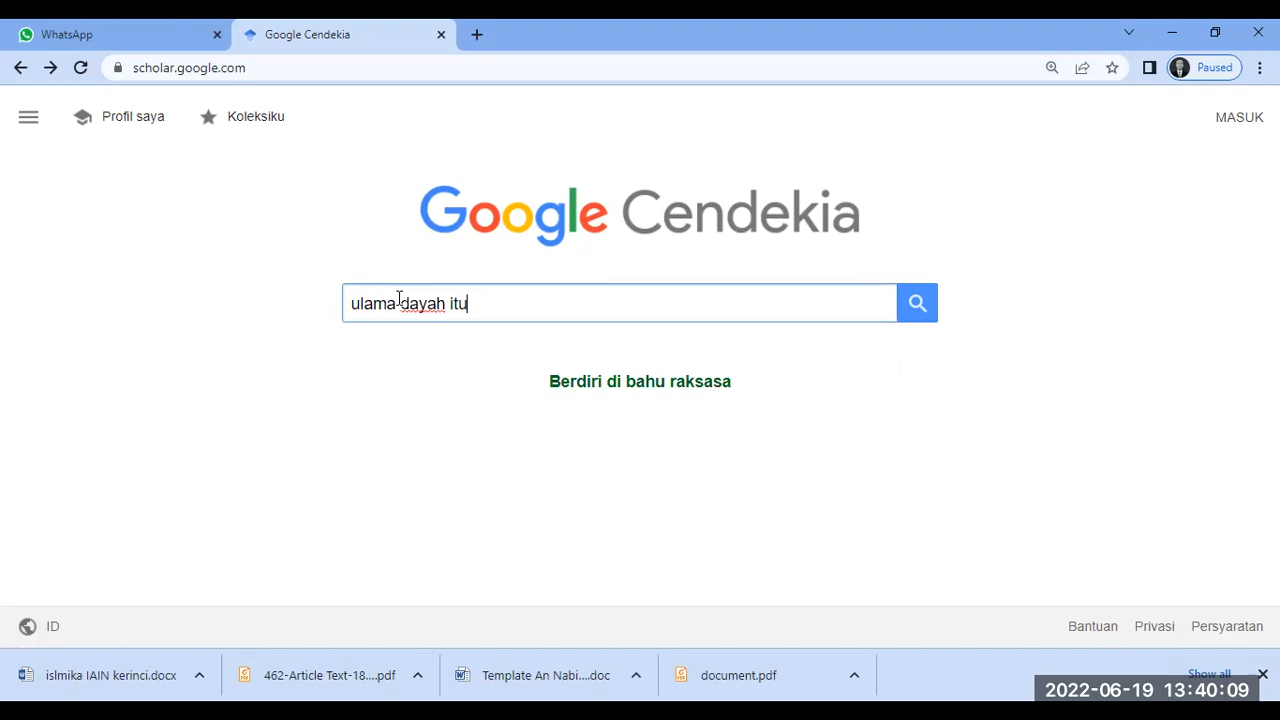 WhatsApp
Google Cendekia
scholar.google.com
Paused
Profil saya
Koleksiku
MASUK
Google Cendekia
ulama dayah itu
Berdiri di bahu raksasa
ID
Bantuan
Privasi
Persyaratan
islmika IAIN kerinci.docx
462-Article Text-18....pdf
Template An Nabi....doc
document.pdf
Show all
2022-06-19 13:40:09